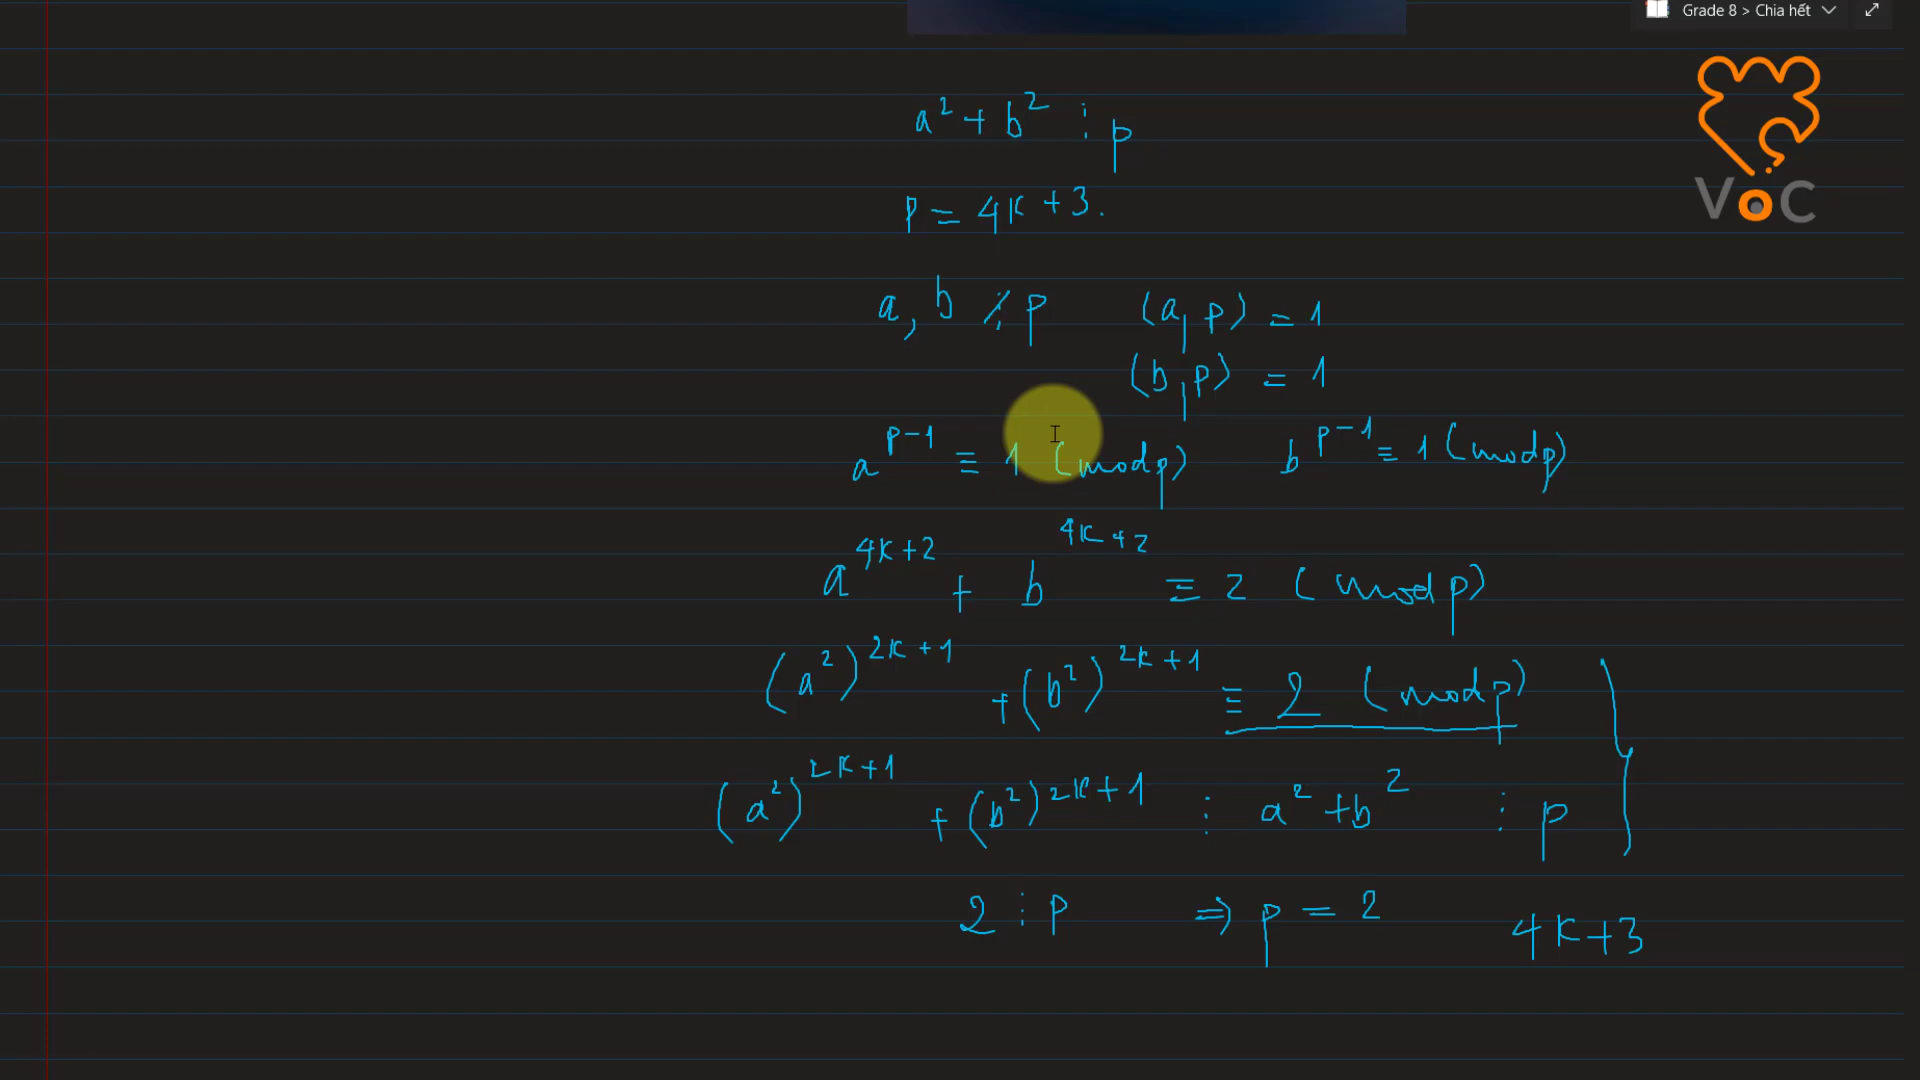 Grade 8 > Chia hết
VOC
a² + b² ⋮ p
p = 4k + 3.
a, b ⋮̸ p (a, p) = 1
(b, p) = 1
a^{p-1} ≡ 1 (mod p) b^{p-1} ≡ 1 (mod p)
a^{4k+2} + b^{4k+2} ≡ 2 (mod p)
(a²)^{2k+1} + (b²)^{2k+1} ≡ 2 (mod p)
(a²)^{2k+1} + (b²)^{2k+1} ⋮ a² + b² ⋮ p
2 ⋮ p ⇒ p = 2 4k+3